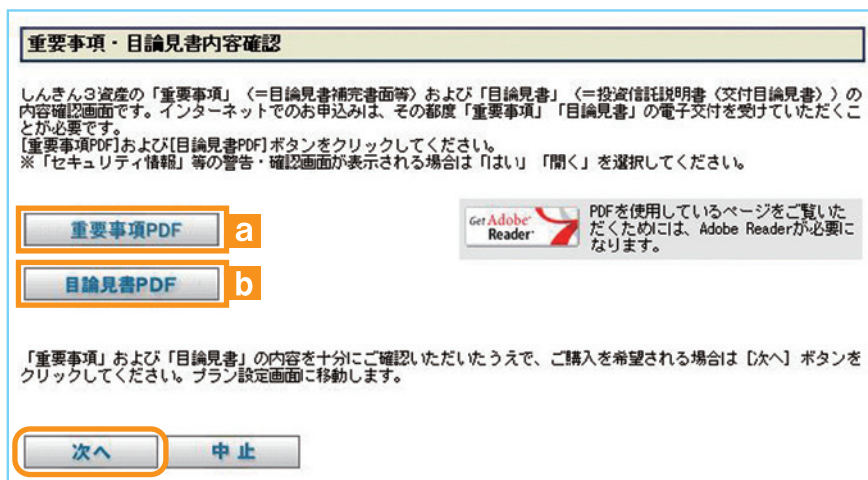 重要事項・目論見書内容確認
しんきん３資産の「重要事項」〈=目論見書補完書面等〉および「目論見書」〈=投資信託説明書〈交付目論見書〉〉の
内容確認画面です。インターネットでのお申込みは、その都度「重要事項」「目論見書」の電子交付を受けていただくこ
とが必要です。
[重要事項PDF]および[目論見書PDF]ボタンをクリックしてください。
※「セキュリティ情報」等の警告・確認画面が表示される場合は「はい」「開く」を選択してください。
重要事項PDF a
Get Adobe Reader
PDFを使用しているページをご覧いた
だくためには、Adobe Readerが必要に
なります。
目論見書PDF b
「重要事項」および「目論見書」の内容を十分にご確認いただいたうえで、ご購入を希望される場合は [次へ] ボタンを
クリックしてください。プラン設定画面に移動します。
次へ 中止